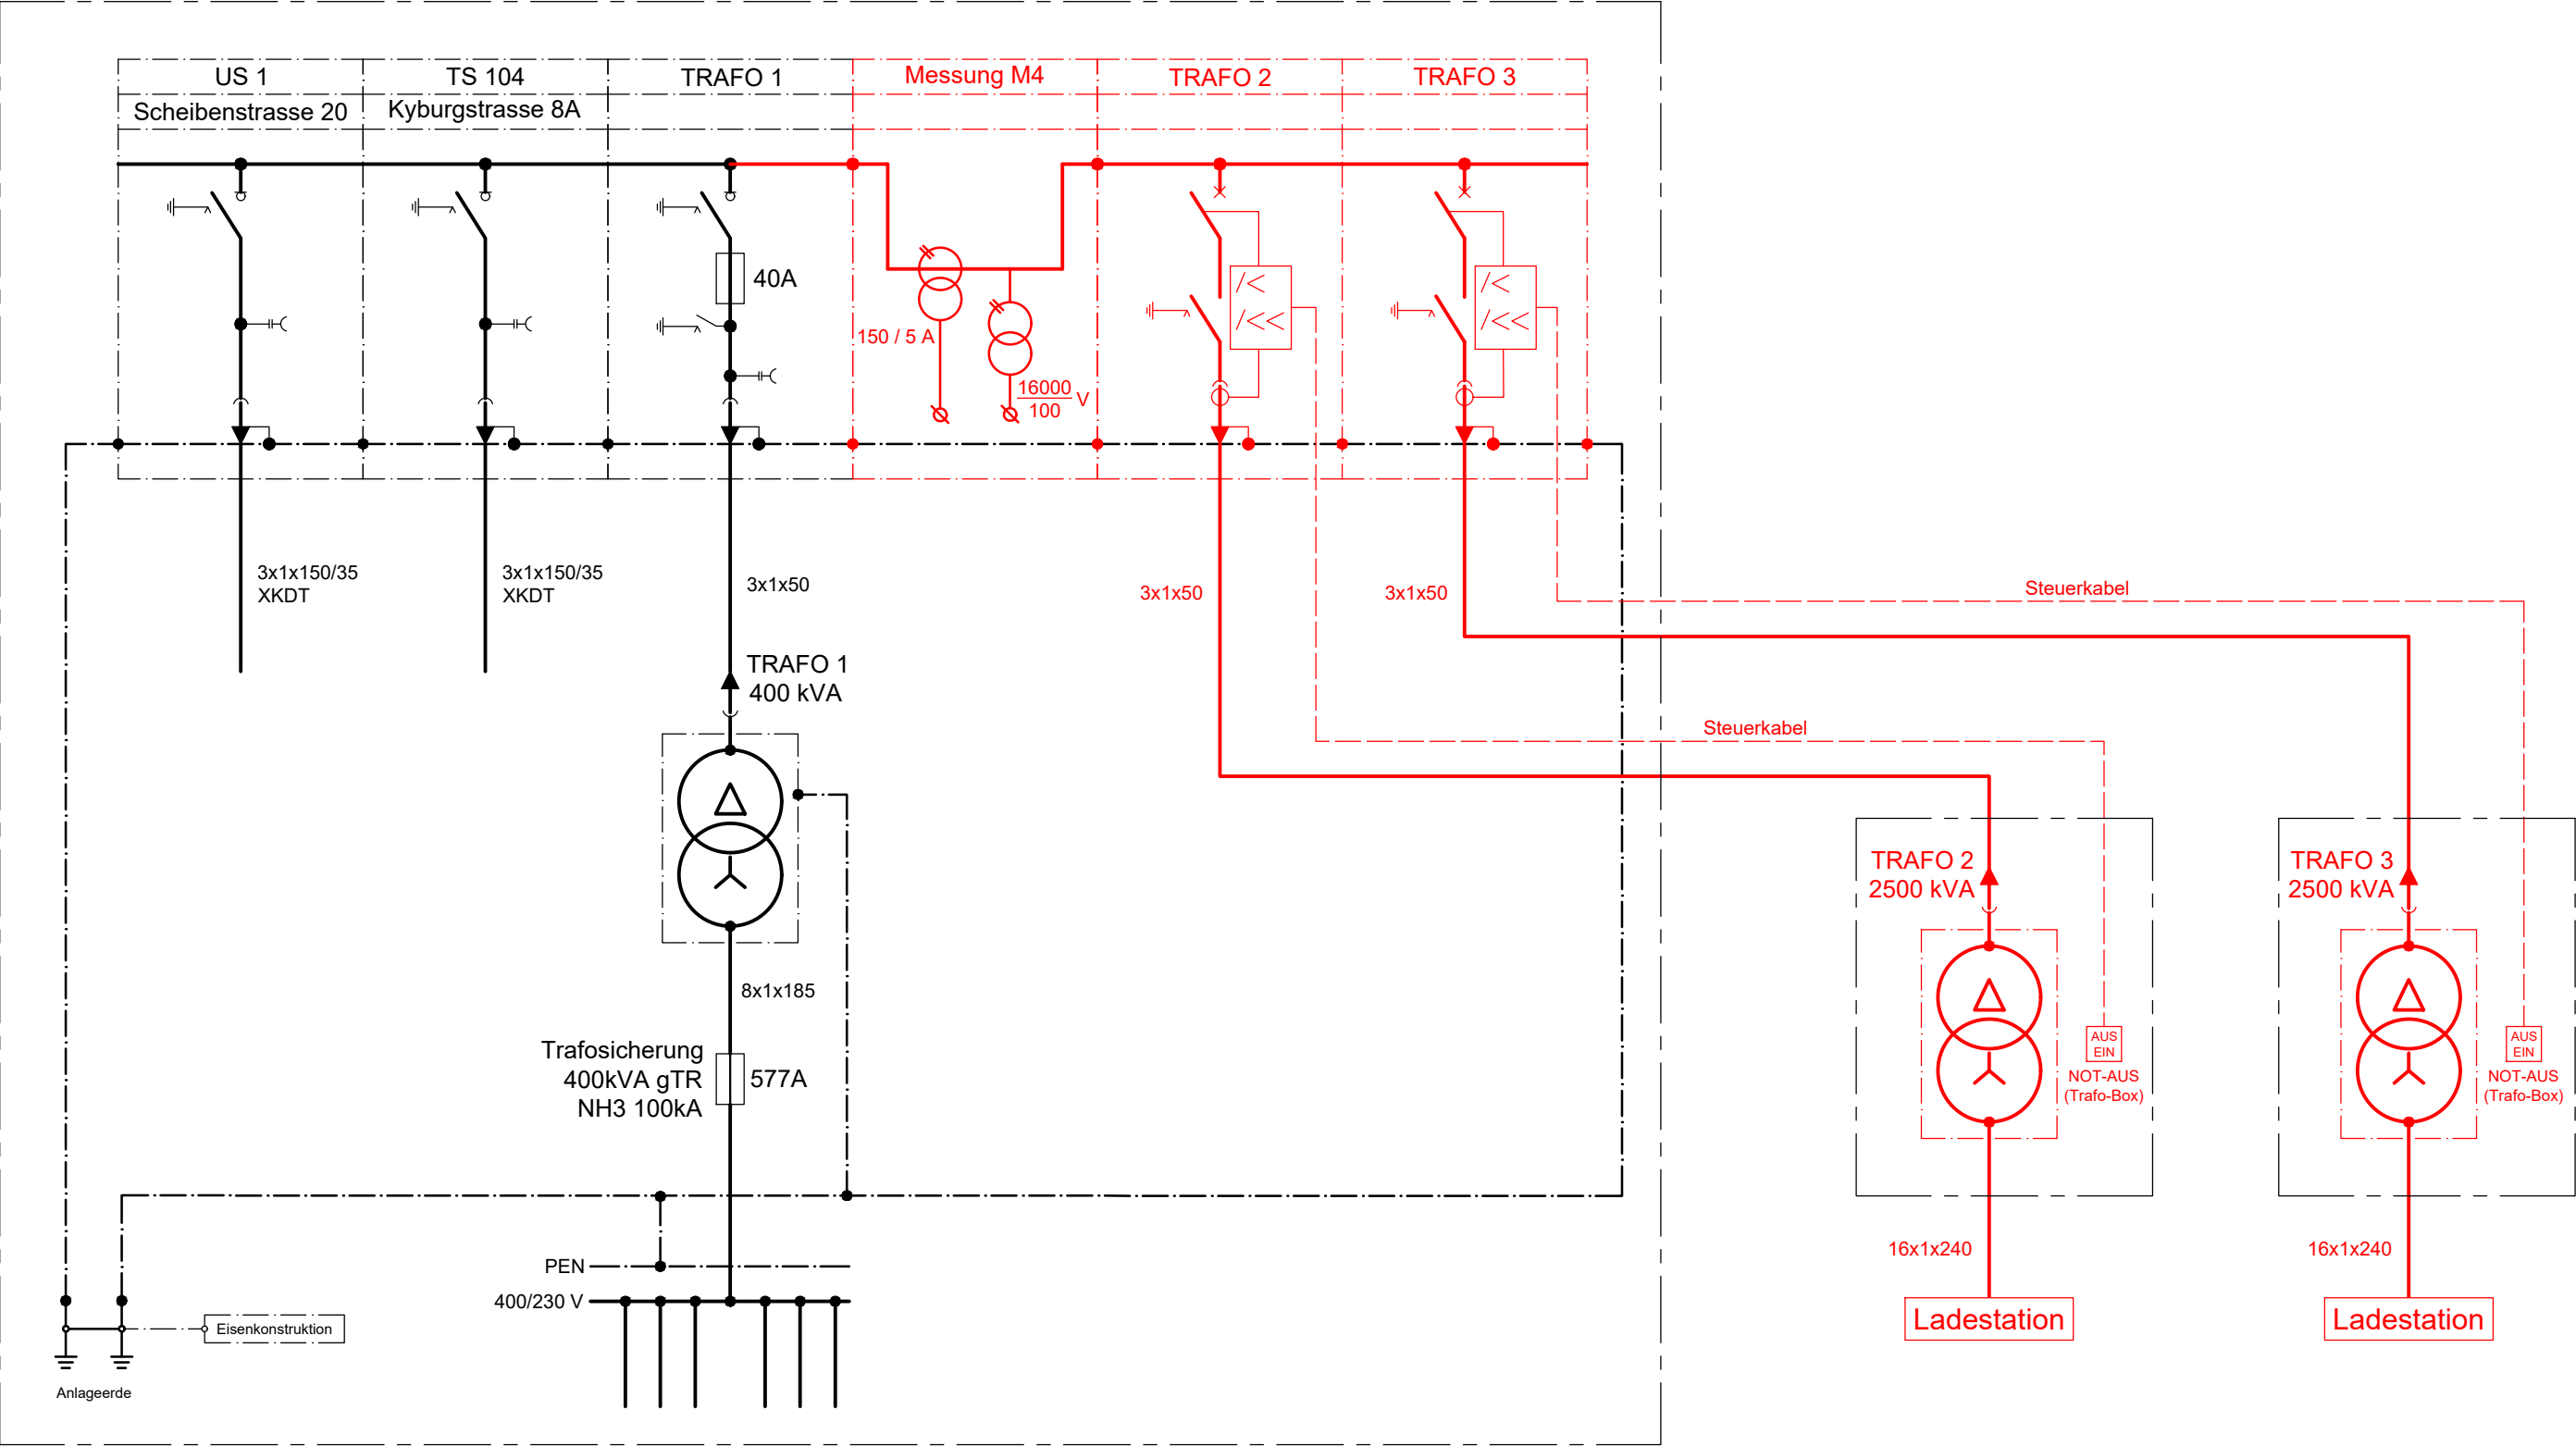 US 1
Scheibenstrasse 20
TS 104
Kyburgstrasse 8A
TRAFO 1
Messung M4
TRAFO 2
TRAFO 3
40A
150 / 5 A
16000
100
V
I<
I<<
I<
I<<
3x1x150/35
XKDT
3x1x150/35
XKDT
3x1x50
3x1x50
3x1x50
Steuerkabel
Steuerkabel
TRAFO 1
400 kVA
8x1x185
Trafosicherung
400kVA gTR
NH3 100kA
577A
PEN
400/230 V
Eisenkonstruktion
Anlageerde
TRAFO 2
2500 kVA
AUS
EIN
NOT-AUS
(Trafo-Box)
16x1x240
Ladestation
TRAFO 3
2500 kVA
AUS
EIN
NOT-AUS
(Trafo-Box)
16x1x240
Ladestation